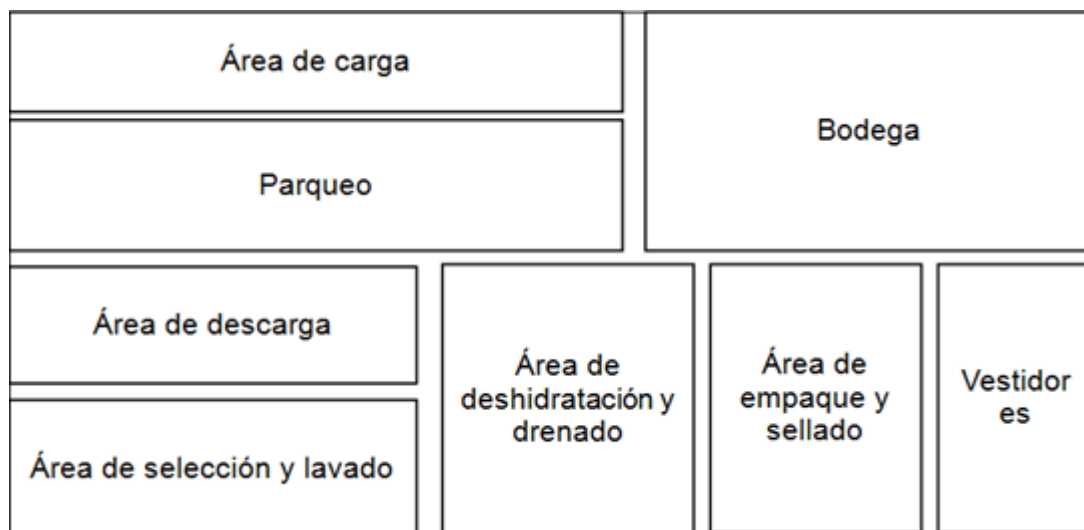 Área de carga
Bodega
Parqueo
Área de descarga
Área de selección y lavado
Área de
deshidratación y
drenado
Área de
empaque y
sellado
Vestidor
es